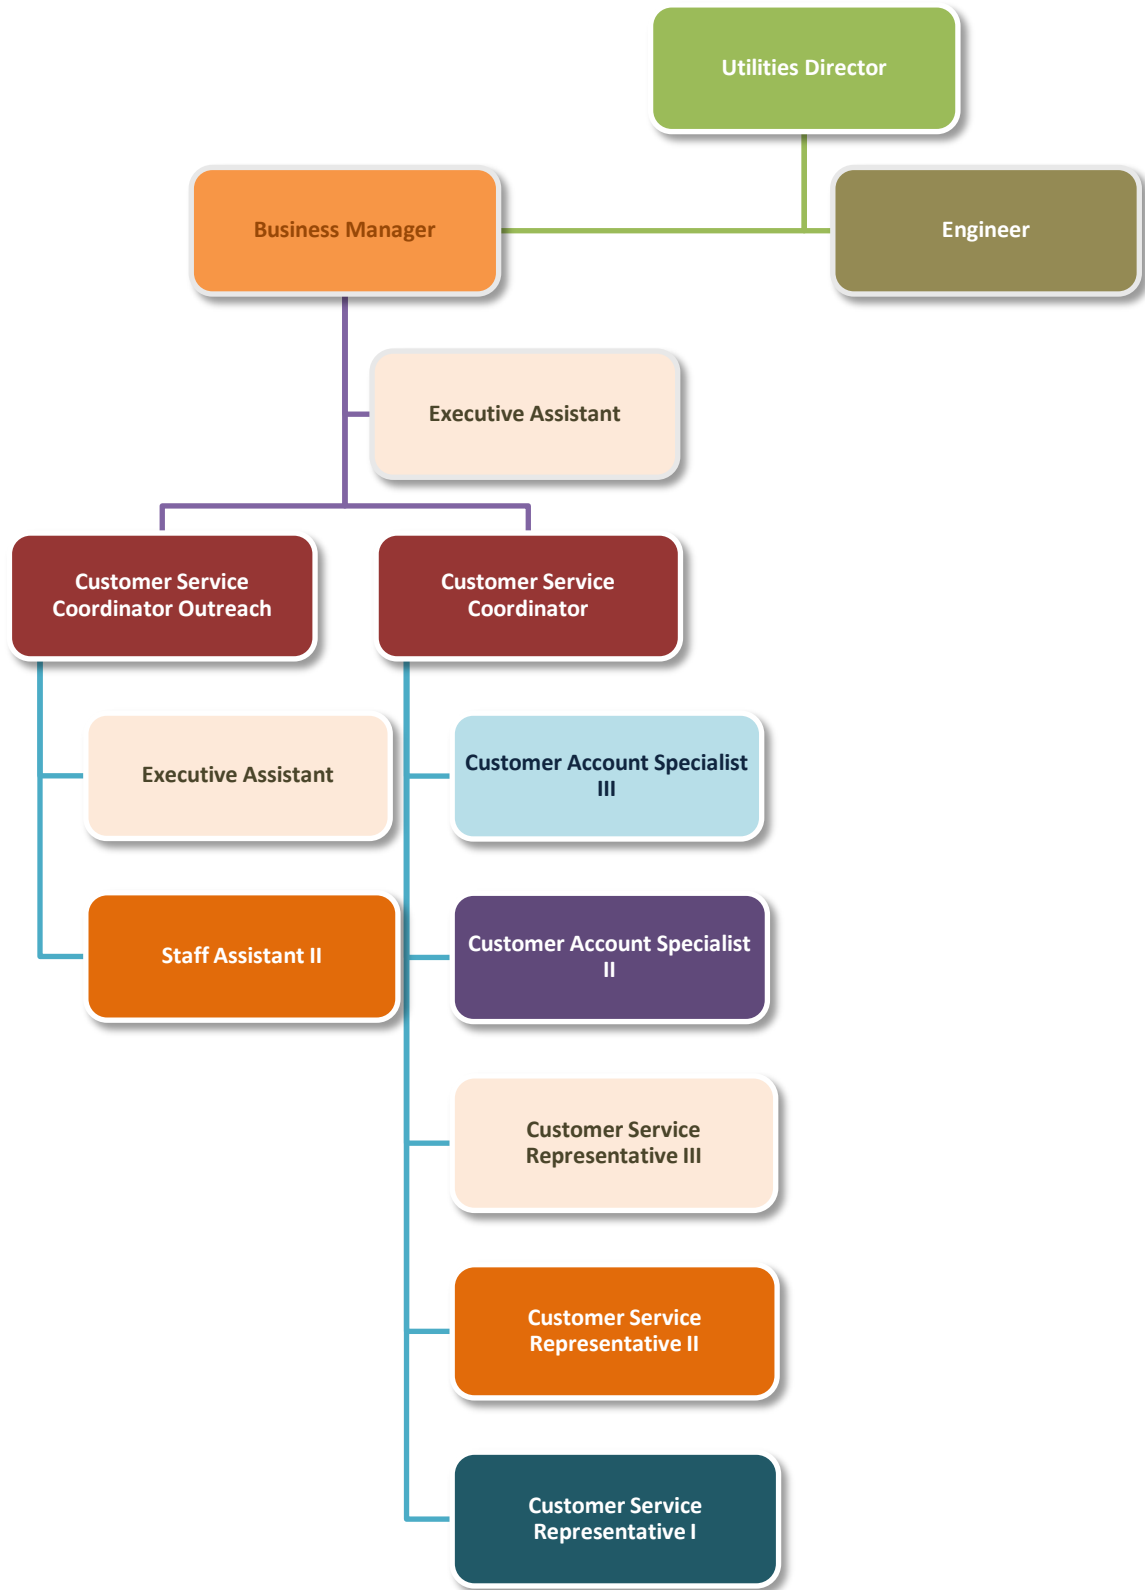 Utilities Director
Business Manager
Engineer
Executive Assistant
Customer Service
Coordinator Outreach
Customer Service
Coordinator
Executive Assistant
Customer Account Specialist
III
Staff Assistant II
Customer Account Specialist
II
Customer Service
Representative III
Customer Service
Representative II
Customer Service
Representative I